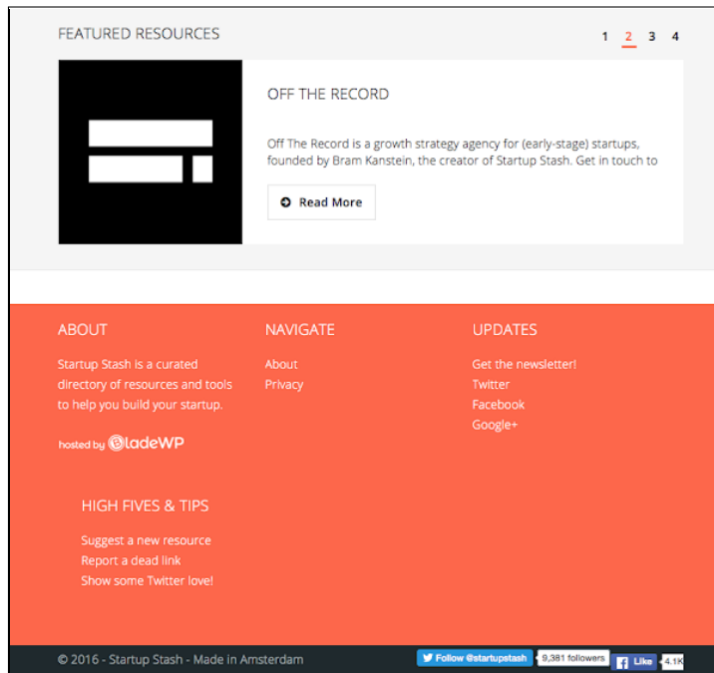 FEATURED RESOURCES
1 2 3 4
OFF THE RECORD
Off The Record is a growth strategy agency for (early-stage) startups,
founded by Bram Kanstein, the creator of Startup Stash. Get in touch to
Read More
ABOUT
Startup Stash is a curated
directory of resources and tools
to help you build your startup.
hosted by BladeWP
NAVIGATE
About
Privacy
UPDATES
Get the newsletter!
Twitter
Facebook
Google+
HIGH FIVES & TIPS
Suggest a new resource
Report a dead link
Show some Twitter love!
© 2016 - Startup Stash - Made in Amsterdam
Follow @startupstash
9,381 followers
Like
4.1K